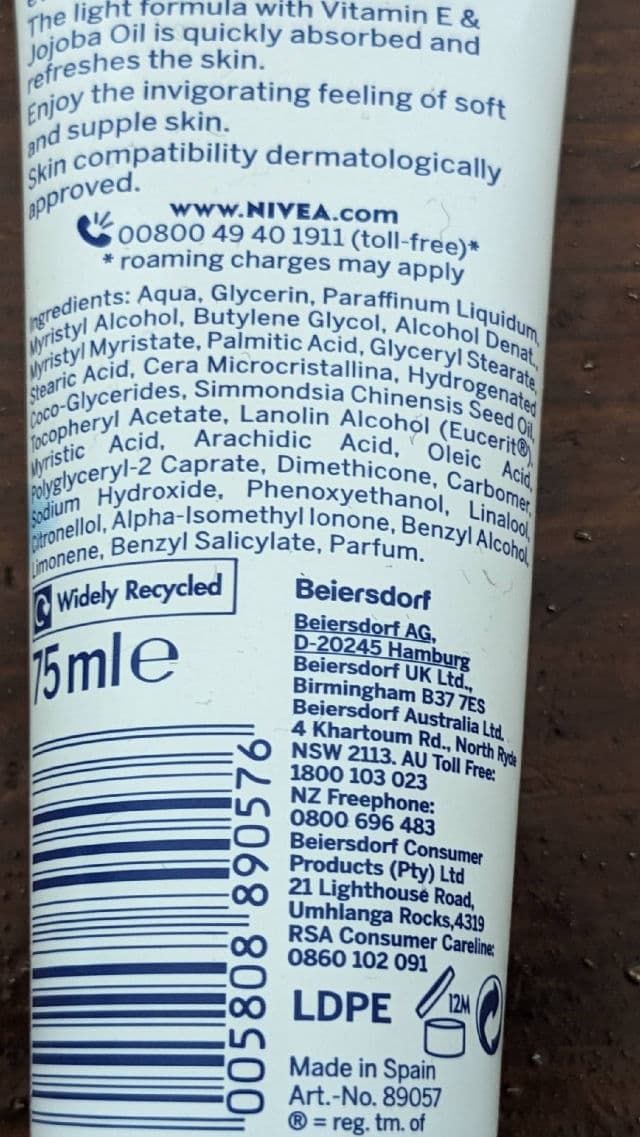 The light formula with Vitamin E &
Jojoba Oil is quickly absorbed and
refreshes the skin.
Enjoy the invigorating feeling of soft
and supple skin.
Skin compatibility dermatologically
approved.
www.NIVEA.com
00800 49 40 1911 (toll-free)*
* roaming charges may apply
Ingredients: Aqua, Glycerin, Paraffinum Liquidum,
Myristyl Alcohol, Butylene Glycol, Alcohol Denat.,
Myristyl Myristate, Palmitic Acid, Glyceryl Stearate,
Stearic Acid, Cera Microcristallina, Hydrogenated
Coco-Glycerides, Simmondsia Chinensis Seed Oil,
Tocopheryl Acetate, Lanolin Alcohol (Eucerit®),
Myristic Acid, Arachidic Acid, Oleic Acid,
Polyglyceryl-2 Caprate, Dimethicone, Carbomer,
Sodium Hydroxide, Phenoxyethanol, Linalool,
Citronellol, Alpha-Isomethyl Ionone, Benzyl Alcohol,
Limonene, Benzyl Salicylate, Parfum.
Widely Recycled
75ml e
5 005808 890576
Beiersdorf
Beiersdorf AG,
D-20245 Hamburg
Beiersdorf UK Ltd.,
Birmingham B37 7ES
Beiersdorf Australia Ltd.
4 Khartoum Rd., North Ryde
NSW 2113. AU Toll Free:
1800 103 023
NZ Freephone:
0800 696 483
Beiersdorf Consumer
Products (Pty) Ltd
21 Lighthouse Road,
Umhlanga Rocks,4319
RSA Consumer Careline:
0860 102 091
LDPE
12M
Made in Spain
Art.-No. 89057
® = reg. tm. of